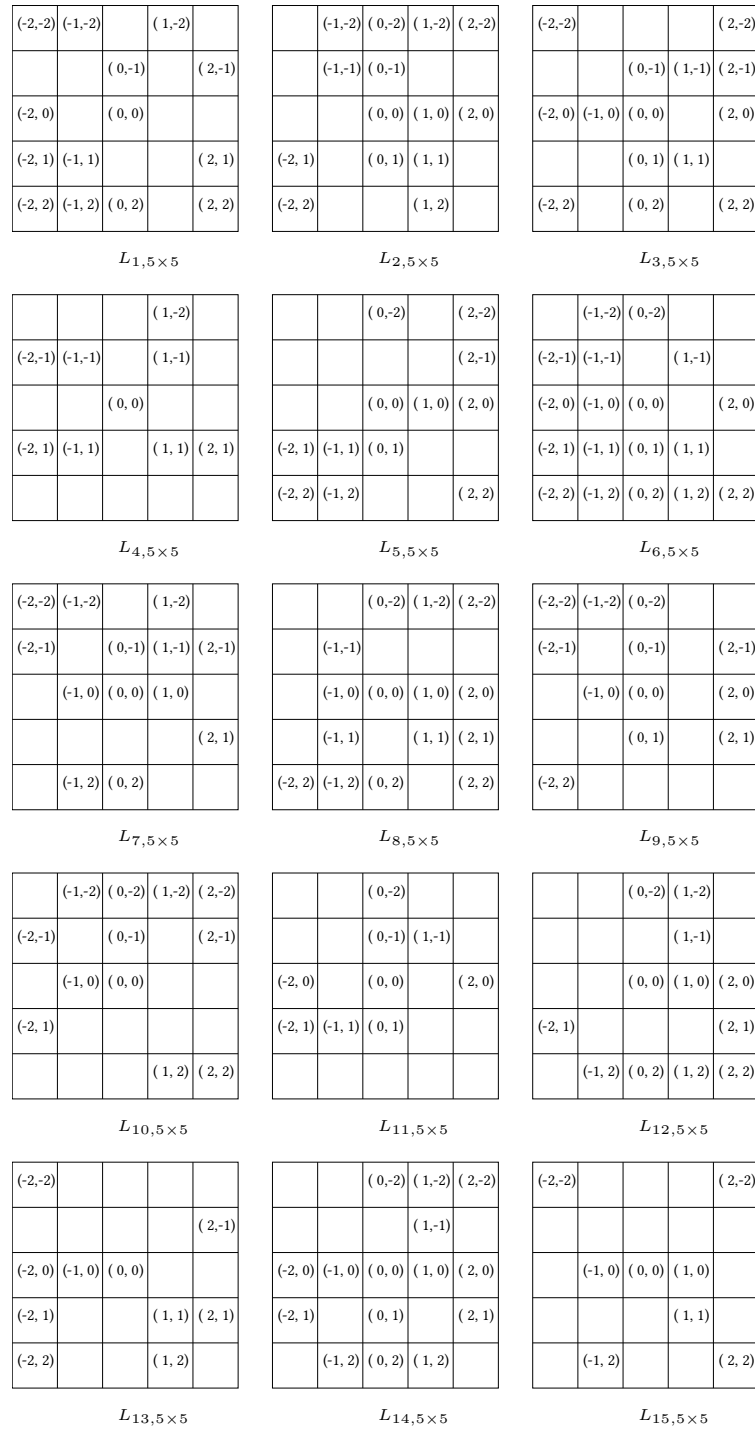 (-2,-2) (-1,-2) ( 1,-2) (-1,-2) ( 0,-2) ( 1,-2) ( 2,-2) (-2,-2) ( 2,-2)
( 0,-1) ( 2,-1) (-1,-1) ( 0,-1) ( 0,-1) ( 1,-1) ( 2,-1)
(-2, 0) ( 0, 0) ( 0, 0) ( 1, 0) ( 2, 0) (-2, 0) (-1, 0) ( 0, 0) ( 2, 0)
(-2, 1) (-1, 1) ( 2, 1) (-2, 1) ( 0, 1) ( 1, 1) ( 0, 1) ( 1, 1)
(-2, 2) (-1, 2) ( 0, 2) ( 2, 2) (-2, 2) ( 1, 2) (-2, 2) ( 0, 2) ( 2, 2)
L1,5×5 L2,5×5 L3,5×5
( 1,-2) ( 0,-2) ( 2,-2) (-1,-2) ( 0,-2)
(-2,-1) (-1,-1) ( 1,-1) ( 2,-1) (-2,-1) (-1,-1) ( 1,-1)
( 0, 0) ( 0, 0) ( 1, 0) ( 2, 0) (-2, 0) (-1, 0) ( 0, 0) ( 2, 0)
(-2, 1) (-1, 1) ( 1, 1) ( 2, 1) (-2, 1) (-1, 1) ( 0, 1) (-2, 1) (-1, 1) ( 0, 1) ( 1, 1)
(-2, 2) (-1, 2) ( 2, 2) (-2, 2) (-1, 2) ( 0, 2) ( 1, 2) ( 2, 2)
L4,5×5 L5,5×5 L6,5×5
(-2,-2) (-1,-2) ( 1,-2) ( 0,-2) ( 1,-2) ( 2,-2) (-2,-2) (-1,-2) ( 0,-2)
(-2,-1) ( 0,-1) ( 1,-1) ( 2,-1) (-1,-1) (-2,-1) ( 0,-1) ( 2,-1)
(-1, 0) ( 0, 0) ( 1, 0) (-1, 0) ( 0, 0) ( 1, 0) ( 2, 0) (-1, 0) ( 0, 0) ( 2, 0)
( 2, 1) (-1, 1) ( 1, 1) ( 2, 1) ( 0, 1) ( 2, 1)
(-1, 2) ( 0, 2) (-2, 2) (-1, 2) ( 0, 2) ( 2, 2) (-2, 2)
L7,5×5 L8,5×5 L9,5×5
(-1,-2) ( 0,-2) ( 1,-2) ( 2,-2) ( 0,-2) ( 0,-2) ( 1,-2)
(-2,-1) ( 0,-1) ( 2,-1) ( 0,-1) ( 1,-1) ( 1,-1)
(-1, 0) ( 0, 0) (-2, 0) ( 0, 0) ( 2, 0) ( 0, 0) ( 1, 0) ( 2, 0)
(-2, 1) (-2, 1) (-1, 1) ( 0, 1) (-2, 1) ( 2, 1)
( 1, 2) ( 2, 2) (-1, 2) ( 0, 2) ( 1, 2) ( 2, 2)
L10,5×5 L11,5×5 L12,5×5
(-2,-2) ( 0,-2) ( 1,-2) ( 2,-2) (-2,-2) ( 2,-2)
( 2,-1) ( 1,-1)
(-2, 0) (-1, 0) ( 0, 0) (-2, 0) (-1, 0) ( 0, 0) ( 1, 0) ( 2, 0) (-1, 0) ( 0, 0) ( 1, 0)
(-2, 1) ( 1, 1) ( 2, 1) (-2, 1) ( 0, 1) ( 2, 1) ( 1, 1)
(-2, 2) ( 1, 2) (-1, 2) ( 0, 2) ( 1, 2) (-1, 2) ( 2, 2)
L13,5×5 L14,5×5 L15,5×5